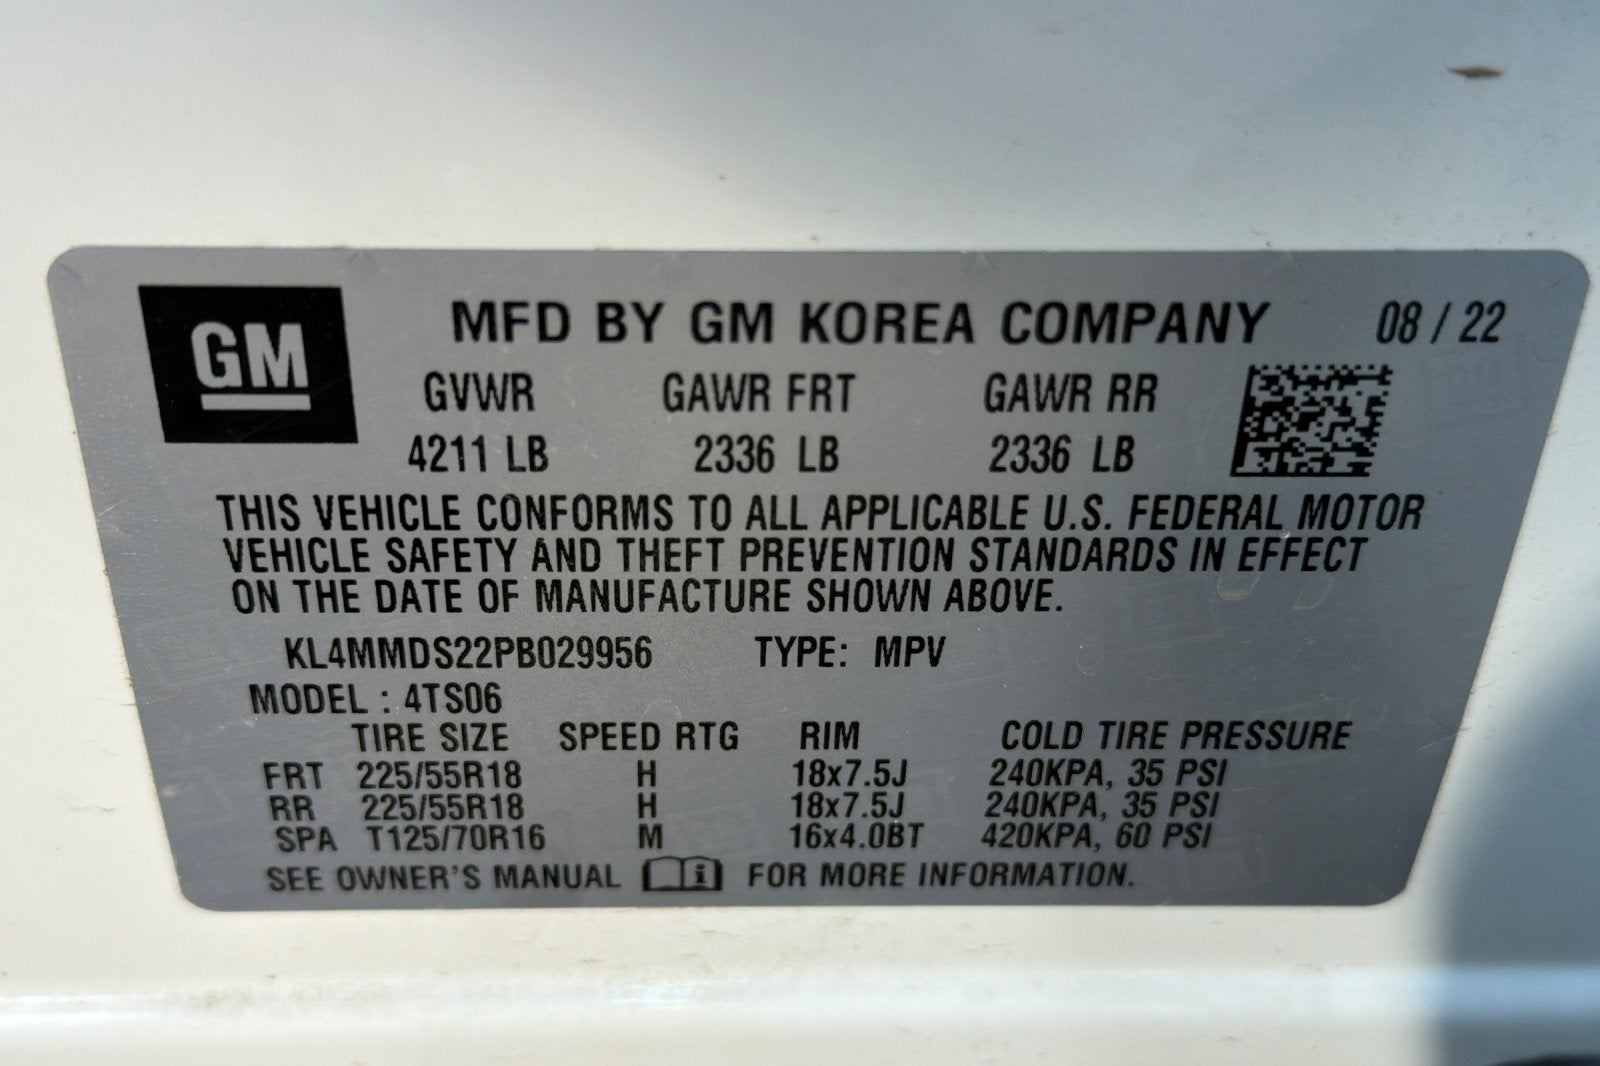 GM
MFD BY GM KOREA COMPANY 08 / 22
GVWR GAWR FRT GAWR RR
4211 LB 2336 LB 2336 LB
THIS VEHICLE CONFORMS TO ALL APPLICABLE U.S. FEDERAL MOTOR
VEHICLE SAFETY AND THEFT PREVENTION STANDARDS IN EFFECT
ON THE DATE OF MANUFACTURE SHOWN ABOVE.
KL4MMDS22PB029956 TYPE: MPV
MODEL : 4TS06
TIRE SIZE SPEED RTG RIM COLD TIRE PRESSURE
FRT 225/55R18 H 18x7.5J 240KPA, 35 PSI
RR 225/55R18 H 18x7.5J 240KPA, 35 PSI
SPA T125/70R16 M 16x4.0BT 420KPA, 60 PSI
SEE OWNER'S MANUAL i FOR MORE INFORMATION.